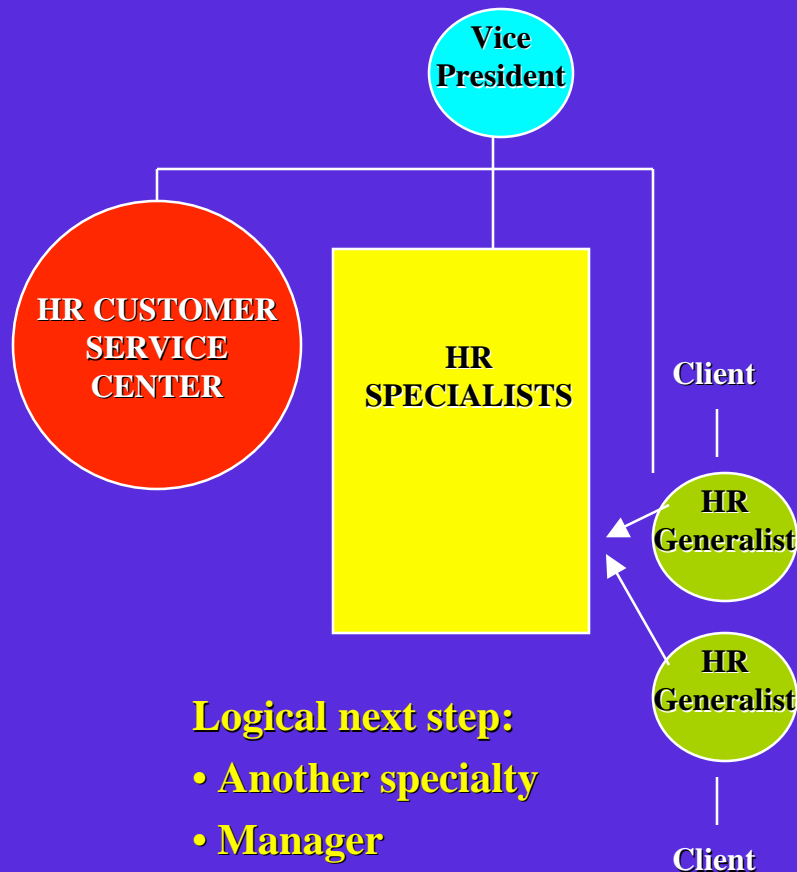 Vice
President
HR CUSTOMER
SERVICE
CENTER
HR
SPECIALISTS
Client
HR
Generalist
HR
Generalist
Client
Logical next step:
• Another specialty
• Manager